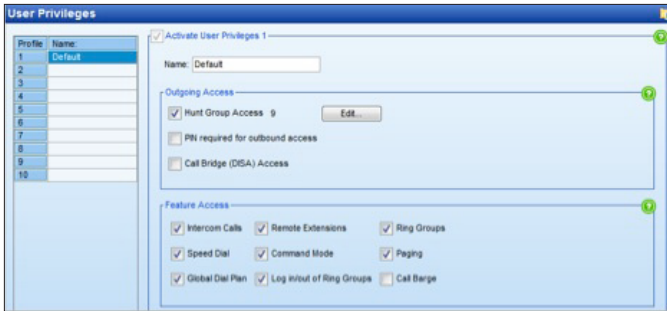 User Privileges
Profile Name:
1 Default
2
3
4
5
6
7
8
9
10
Activate User Privileges 1
Name: Default
Outgoing Access
Hunt Group Access 9 Edit...
PIN required for outbound access
Call Bridge (DISA) Access
Feature Access
Intercom Calls Remote Extensions Ring Groups
Speed Dial Command Mode Paging
Global Dial Plan Log in/out of Ring Groups Call Barge